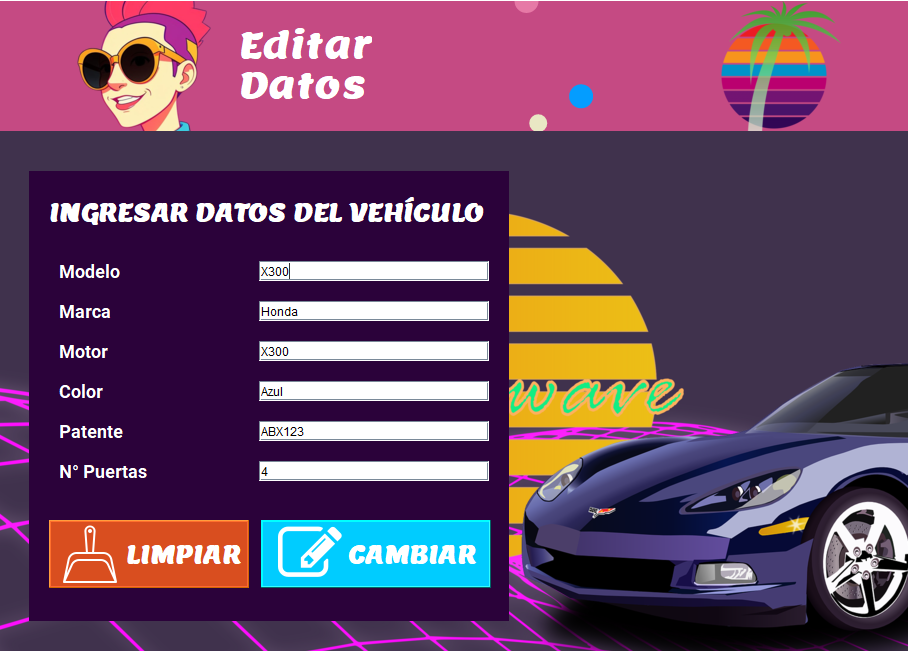 Editar
Datos
INGRESAR DATOS DEL VEHÍCULO
Modelo X300
Marca Honda
Motor X300
Color Azul
wave
Patente ABX123
N° Puertas 4
LIMPIAR CAMBIAR